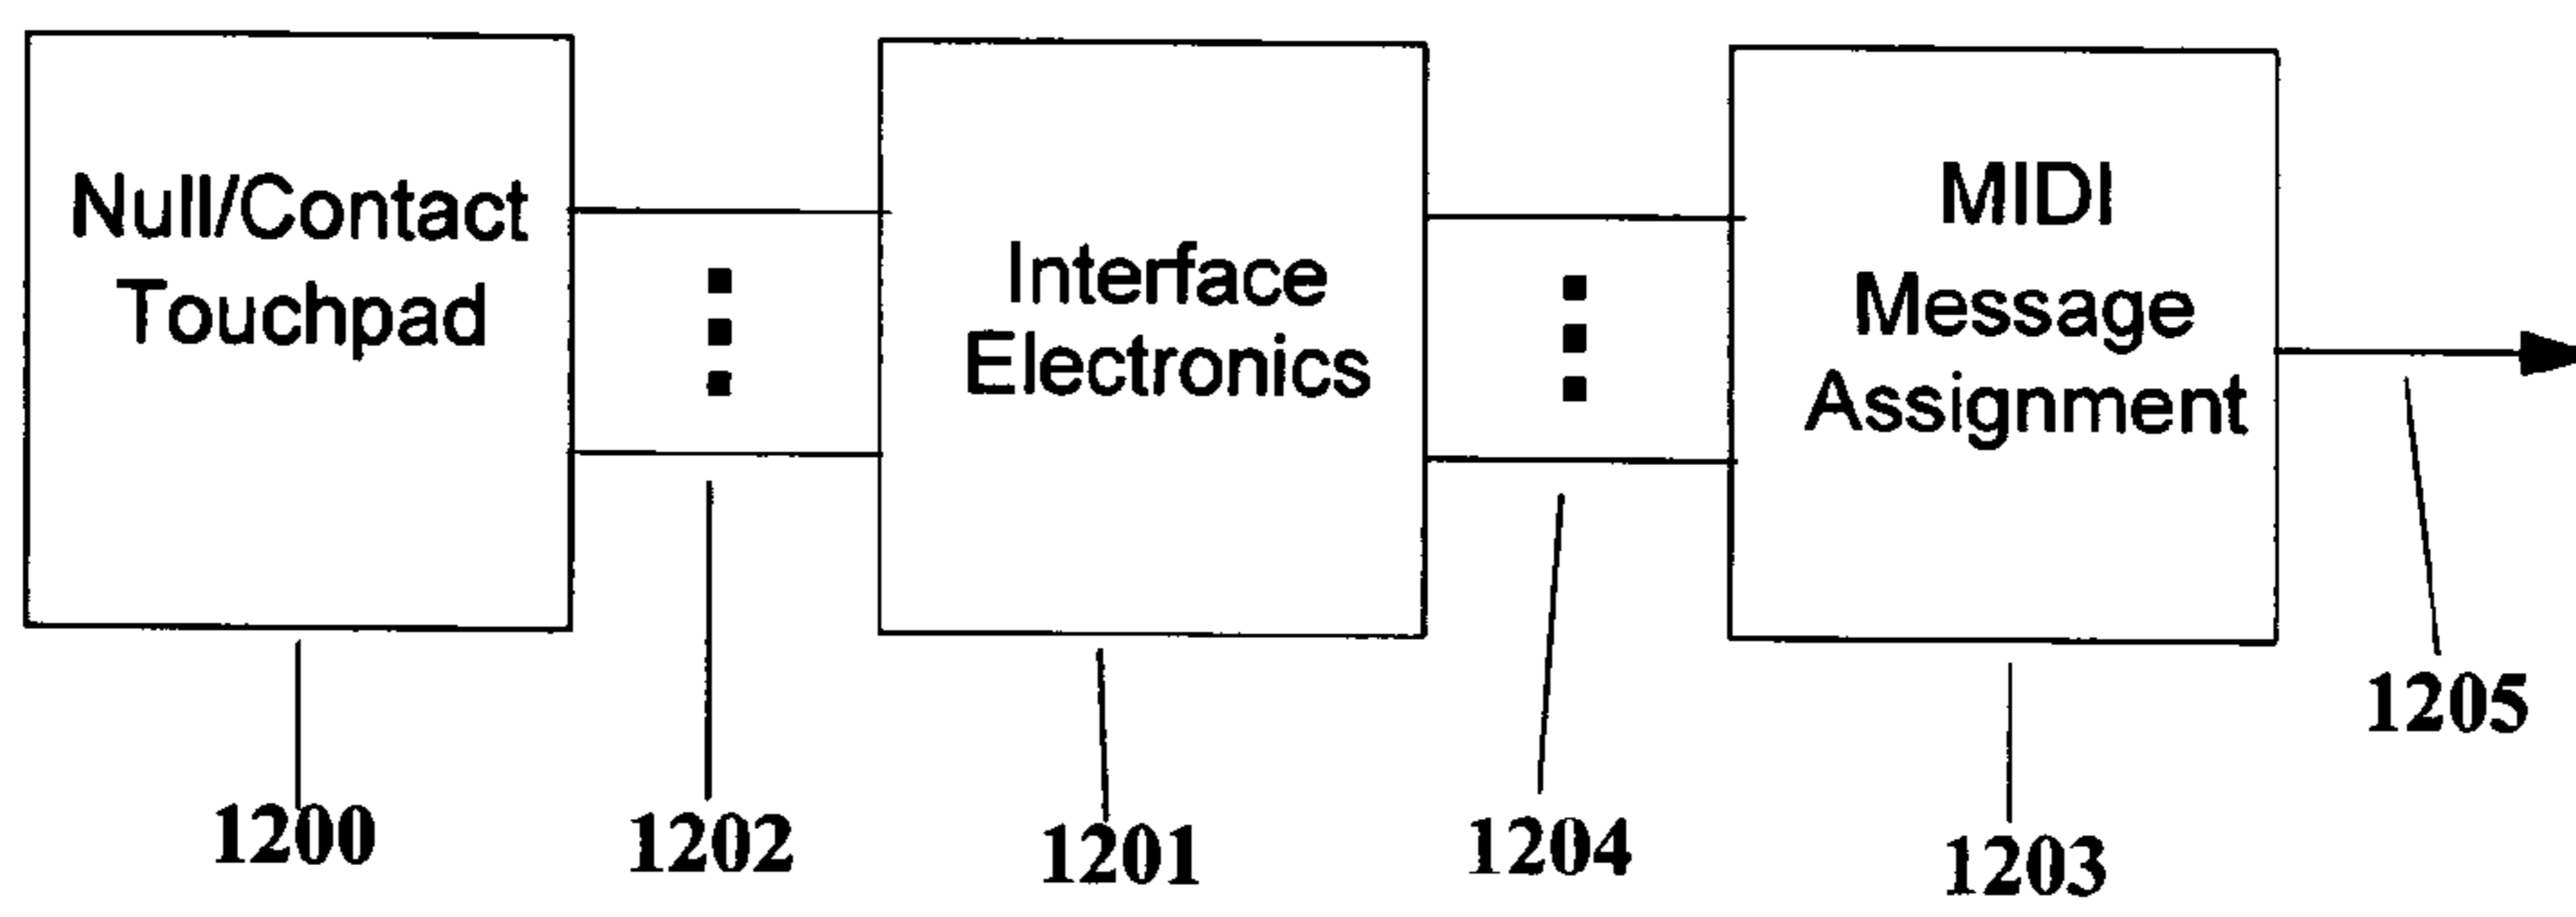 Null/Contact
Touchpad
Interface
Electronics
MIDI
Message
Assignment
1200
1202
1201
1204
1203
1205